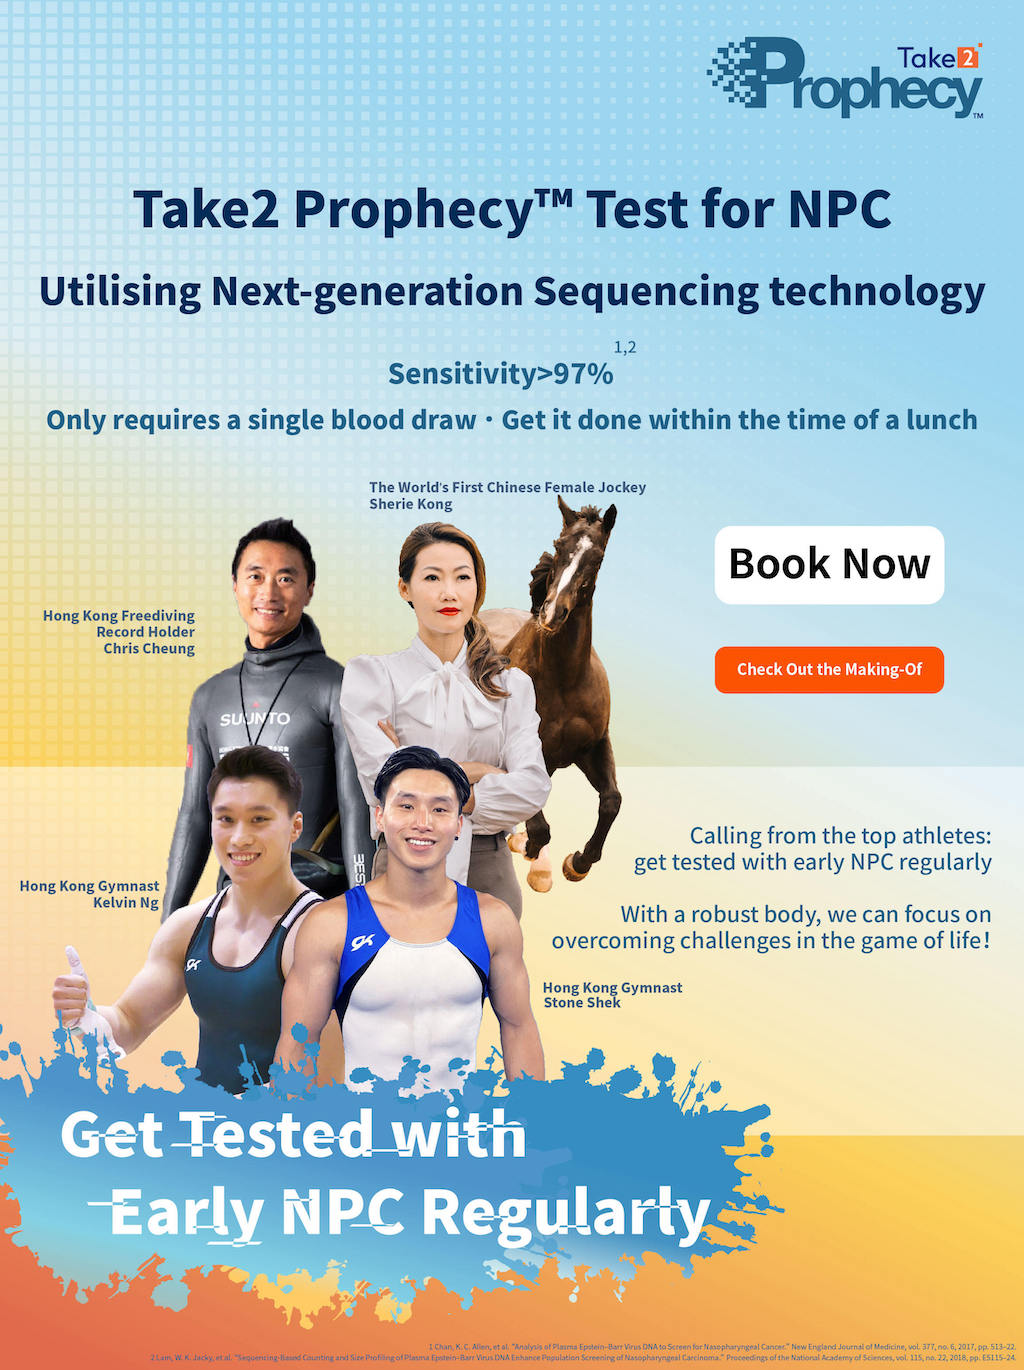 Take2
Prophecy™
Take2 Prophecy™ Test for NPC
Utilising Next-generation Sequencing technology
Sensitivity>97%1,2
Only requires a single blood draw · Get it done within the time of a lunch
The World's First Chinese Female Jockey
Sherie Kong
Book Now
Hong Kong Freediving
Record Holder
Chris Cheung
Check Out the Making-Of
SUUNTO
Calling from the top athletes:
get tested with early NPC regularly
Hong Kong Gymnast
Kelvin Ng
With a robust body, we can focus on
overcoming challenges in the game of life!
GK
GK
Hong Kong Gymnast
Stone Shek
Get Tested with
Early NPC Regularly
1 Chan, K. C. Allen, et al. "Analysis of Plasma Epstein–Barr Virus DNA to Screen for Nasopharyngeal Cancer." New England Journal of Medicine, vol. 377, no. 6, 2017, pp. 513–22.
2 Lam, W. K. Jacky, et al. "Sequencing-Based Counting and Size Profiling of Plasma Epstein–Barr Virus DNA Enhance Population Screening of Nasopharyngeal Carcinoma." Proceedings of the National Academy of Sciences, vol. 115, no. 22, 2018, pp. E5115–24.